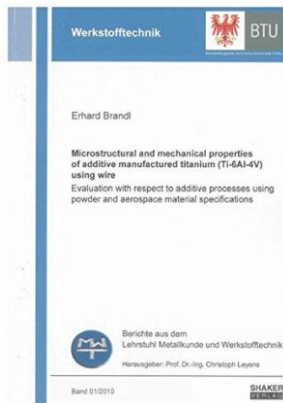 Werkstofftechnik
BTU
Erhard Brandl
Microstructural and mechanical properties
of additive manufactured titanium (Ti-6Al-4V)
using wire
Evaluation with respect to additive processes using
powder and aerospace material specifications
Berichte aus dem
Lehrstuhl Metallkunde und Werkstofftechnik
Herausgeber: Prof. Dr.-Ing. Christoph Leyens
Band 01/2010
SHAKER
VERLAG